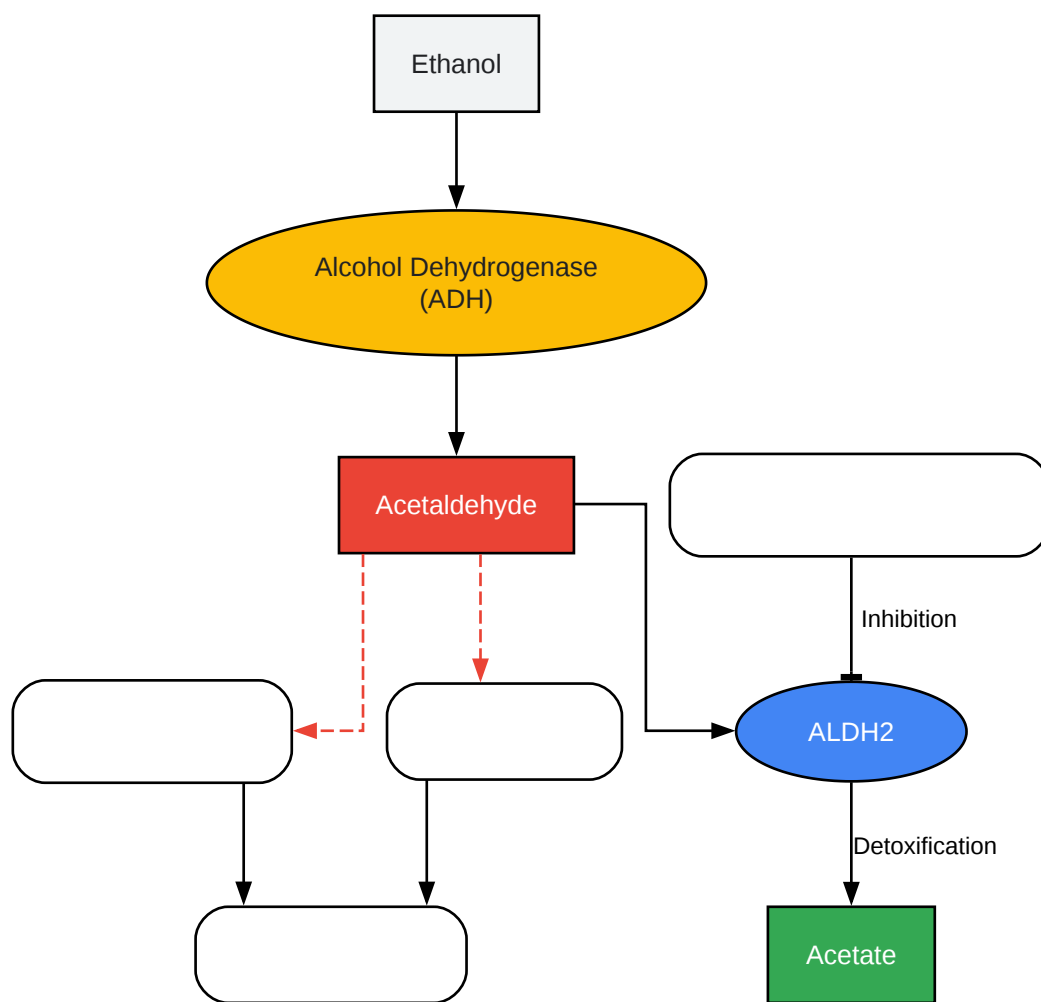 Ethanol
Alcohol Dehydrogenase
(ADH)
Acetaldehyde
Inhibition
ALDH2
Detoxification
Acetate